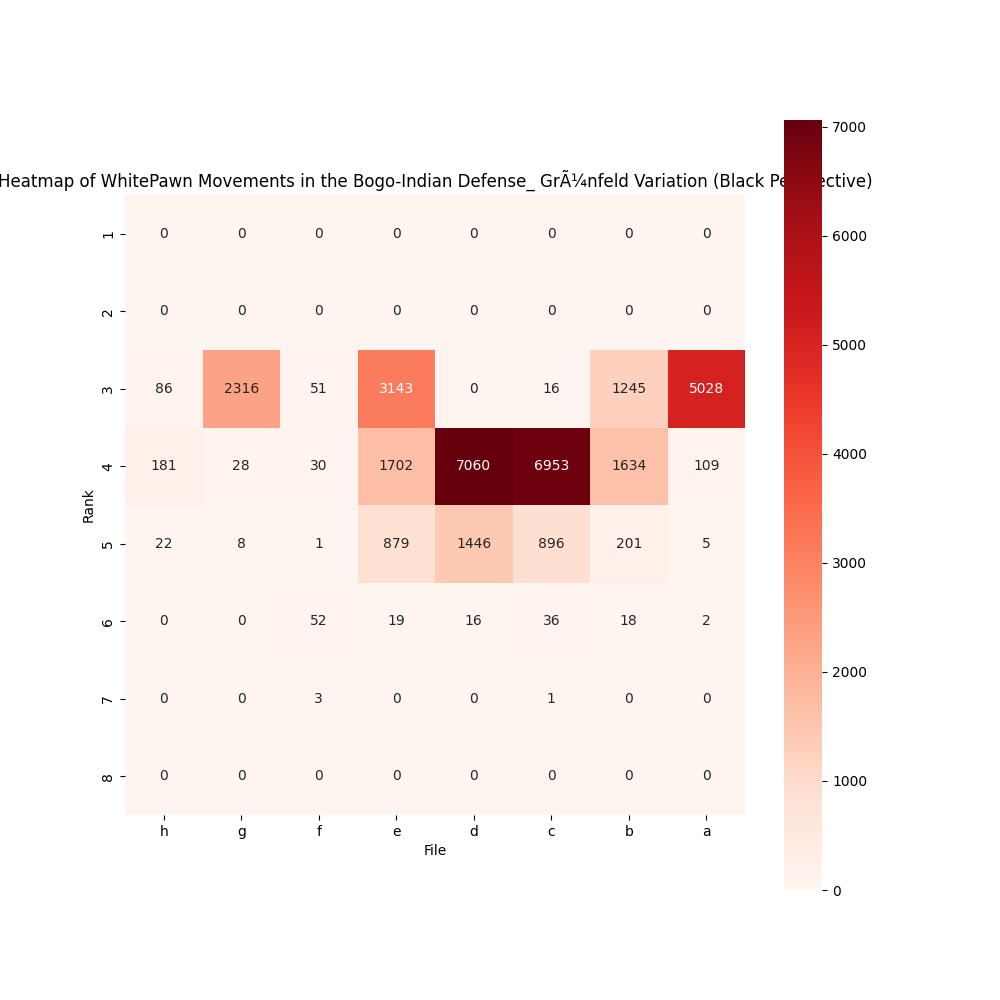 Heatmap of WhitePawn Movements in the Bogo-Indian Defense_ GrÃ¼nfeld Variation (Black Perspective)
1 0 0 0 0 0 0 0 0
2 0 0 0 0 0 0 0 0
3 86 2316 51 3143 0 16 1245 5028
4 181 28 30 1702 7060 6953 1634 109
5 22 8 1 879 1446 896 201 5
6 0 0 52 19 16 36 18 2
7 0 0 3 0 0 1 0 0
8 0 0 0 0 0 0 0 0
h g f e d c b a
File
Rank
7000
6000
5000
4000
3000
2000
1000
0